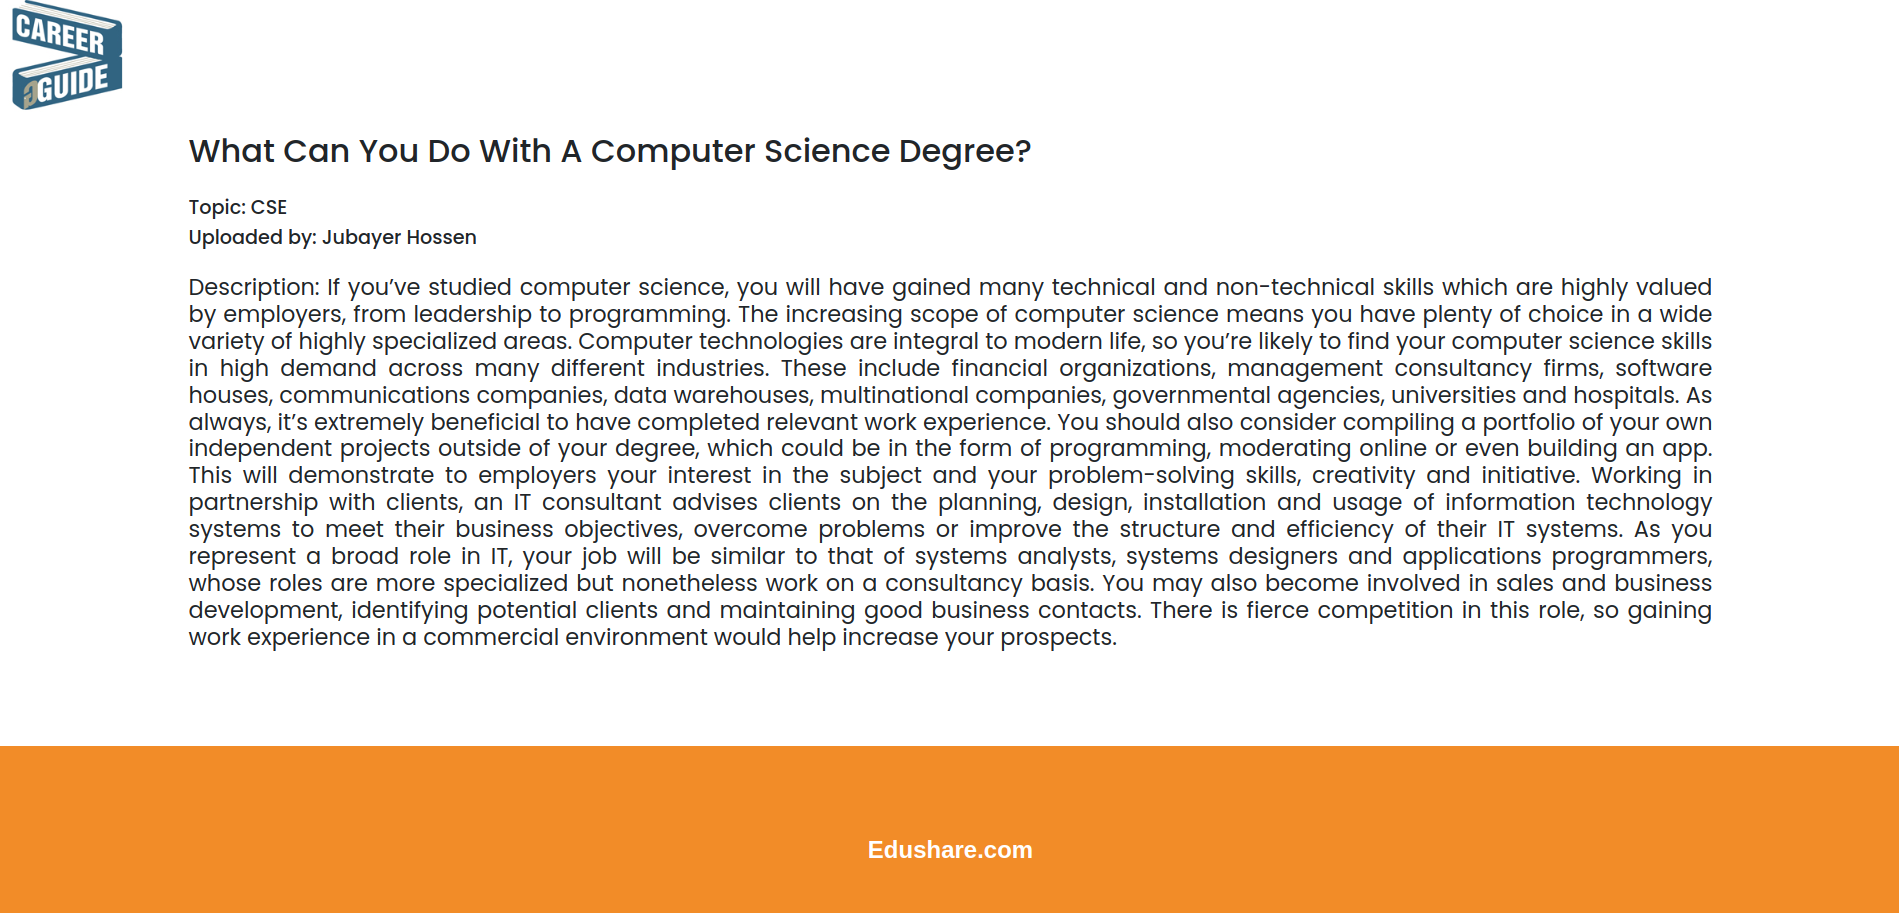 CAREER
GUIDE
What Can You Do With A Computer Science Degree?
Topic: CSE
Uploaded by: Jubayer Hossen
Description: If you’ve studied computer science, you will have gained many technical and non-technical skills which are highly valued
by employers, from leadership to programming. The increasing scope of computer science means you have plenty of choice in a wide
variety of highly specialized areas. Computer technologies are integral to modern life, so you’re likely to find your computer science skills
in high demand across many different industries. These include financial organizations, management consultancy firms, software
houses, communications companies, data warehouses, multinational companies, governmental agencies, universities and hospitals. As
always, it’s extremely beneficial to have completed relevant work experience. You should also consider compiling a portfolio of your own
independent projects outside of your degree, which could be in the form of programming, moderating online or even building an app.
This will demonstrate to employers your interest in the subject and your problem-solving skills, creativity and initiative. Working in
partnership with clients, an IT consultant advises clients on the planning, design, installation and usage of information technology
systems to meet their business objectives, overcome problems or improve the structure and efficiency of their IT systems. As you
represent a broad role in IT, your job will be similar to that of systems analysts, systems designers and applications programmers,
whose roles are more specialized but nonetheless work on a consultancy basis. You may also become involved in sales and business
development, identifying potential clients and maintaining good business contacts. There is fierce competition in this role, so gaining
work experience in a commercial environment would help increase your prospects.
Edushare.com